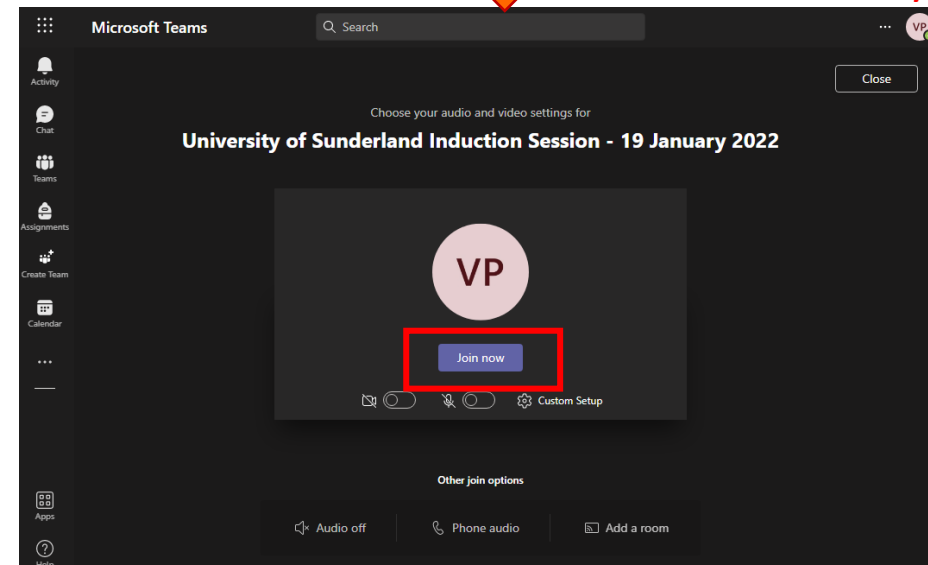 Microsoft Teams
Search
VP
Activity
Close
Chat
Choose your audio and video settings for
University of Sunderland Induction Session - 19 January 2022
Teams
Assignments
VP
Create Team
Calendar
Join now
Custom Setup
Other join options
Apps
Audio off
Phone audio
Add a room
Help